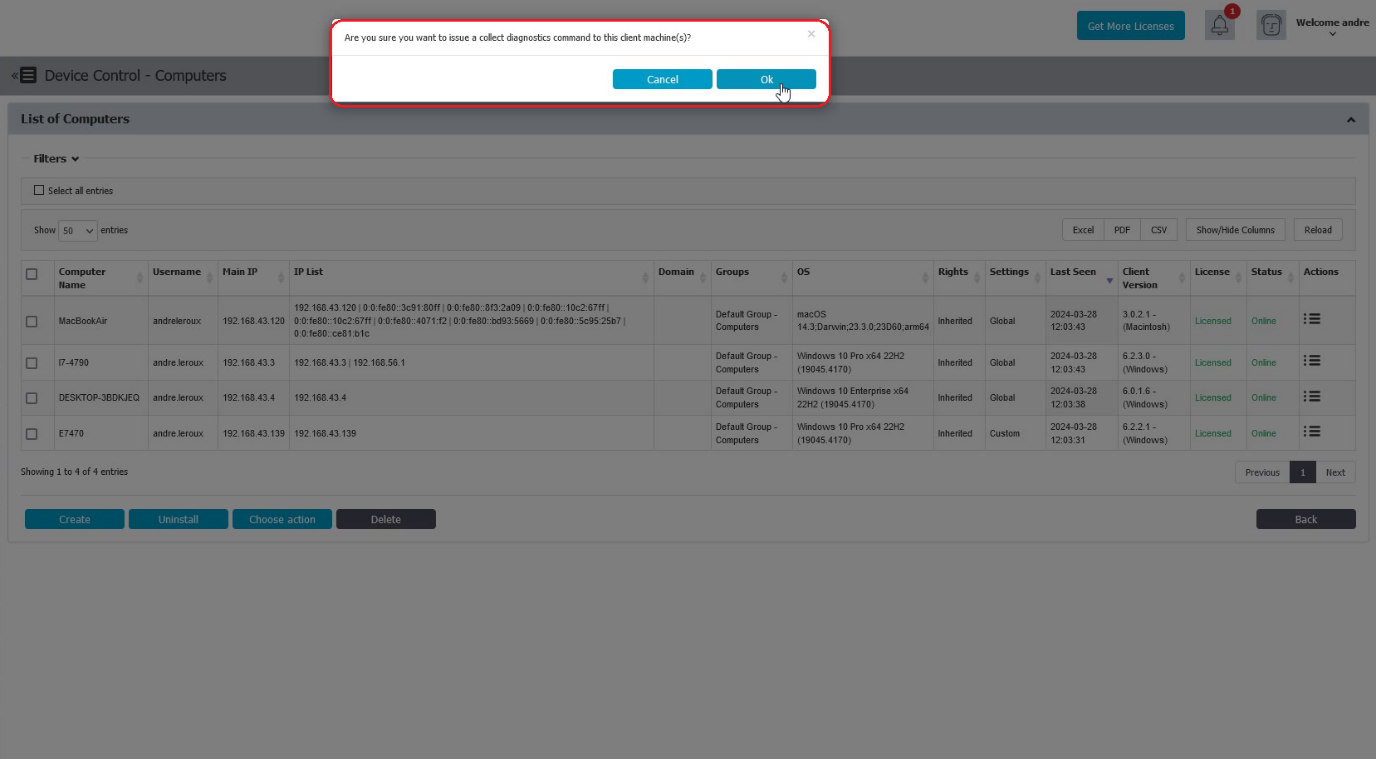 Get More Licenses
1
Welcome andre
Are you sure you want to issue a collect diagnostics command to this client machine(s)?
×
Cancel
Ok
« Device Control - Computers
List of Computers
Filters
Select all entries
Show 50 entries
Excel PDF CSV Show/Hide Columns Reload
Computer Name Username Main IP IP List Domain Groups OS Rights Settings Last Seen Client Version License Status Actions
MacBookAir andreleroux 192.168.43.120
192.168.43.120 | 0:0:fe80::3c91:80ff | 0:0:fe80::8f3:2a09 | 0:0:fe80::10c2:67ff |
0:0:fe80::10c2:67ff | 0:0:fe80::4071:f2 | 0:0:fe80::bd93:5669 | 0:0:fe80::5c95:25b7 |
0:0:fe80::ce81:b1c
Default Group -
Computers
macOS
14.3;Darwin;23.3.0;23D60;arm64
Inherited Global
2024-03-28
12:03:43
3.0.2.1 -
(Macintosh)
Licensed Online
I7-4790 andre.leroux 192.168.43.3 192.168.43.3 | 192.168.56.1
Default Group -
Computers
Windows 10 Pro x64 22H2
(19045.4170)
Inherited Global
2024-03-28
12:03:43
6.2.3.0 -
(Windows)
Licensed Online
DESKTOP-3BDKJEQ andre.leroux 192.168.43.4 192.168.43.4
Default Group -
Computers
Windows 10 Enterprise x64
22H2 (19045.4170)
Inherited Global
2024-03-28
12:03:38
6.0.1.6 -
(Windows)
Licensed Online
E7470 andre.leroux 192.168.43.139 192.168.43.139
Default Group -
Computers
Windows 10 Pro x64 22H2
(19045.4170)
Inherited Custom
2024-03-28
12:03:31
6.2.2.1 -
(Windows)
Licensed Online
Showing 1 to 4 of 4 entries
Previous 1 Next
Create Uninstall Choose action Delete Back